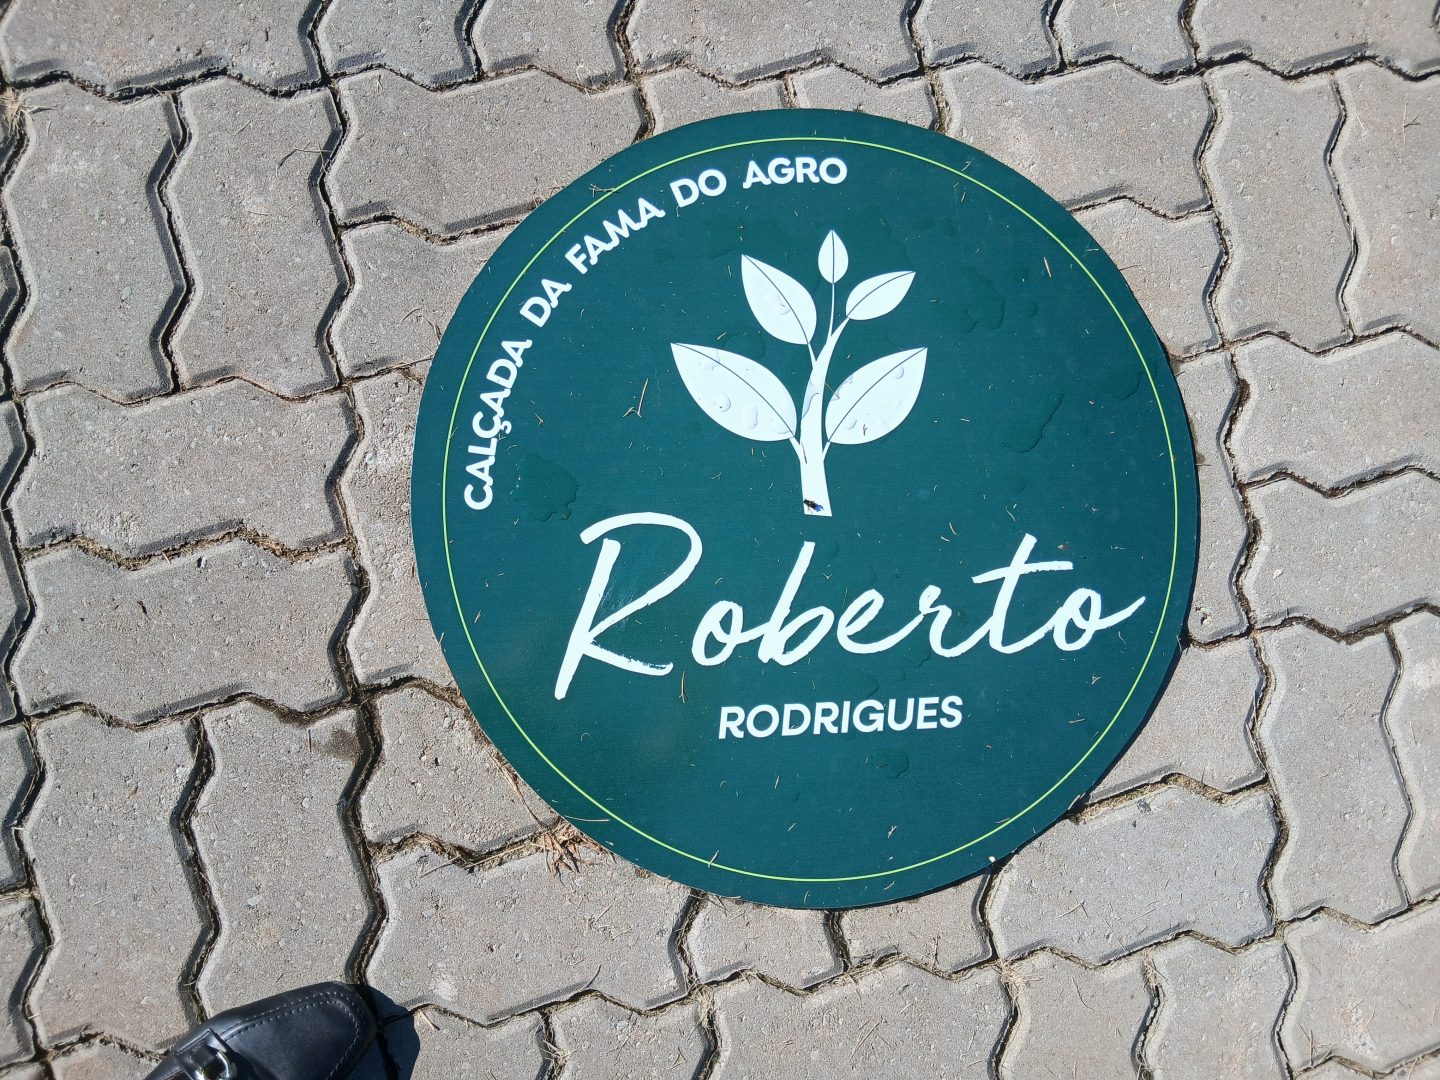 CALÇADA DA FAMA DO AGRO
Roberto
RODRIGUES